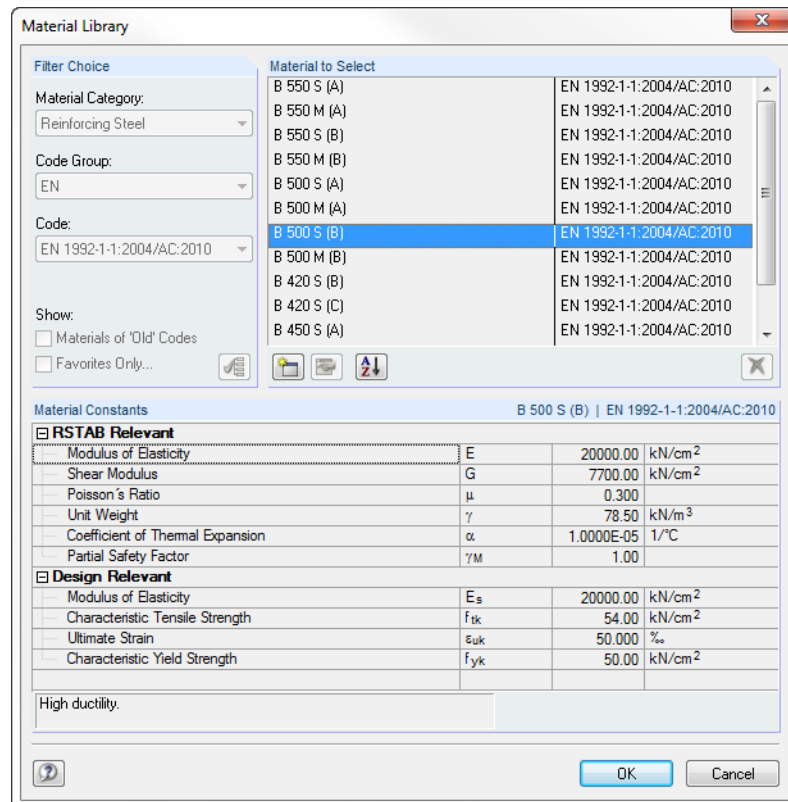 Material Library
Filter Choice
Material Category:
Reinforcing Steel
Code Group:
EN
Code:
EN 1992-1-1:2004/AC:2010
Show:
Materials of 'Old' Codes
Favorites Only...
Material to Select
B 550 S (A) EN 1992-1-1:2004/AC:2010
B 550 M (A) EN 1992-1-1:2004/AC:2010
B 550 S (B) EN 1992-1-1:2004/AC:2010
B 550 M (B) EN 1992-1-1:2004/AC:2010
B 500 S (A) EN 1992-1-1:2004/AC:2010
B 500 M (A) EN 1992-1-1:2004/AC:2010
B 500 S (B) EN 1992-1-1:2004/AC:2010
B 500 M (B) EN 1992-1-1:2004/AC:2010
B 420 S (B) EN 1992-1-1:2004/AC:2010
B 420 S (C) EN 1992-1-1:2004/AC:2010
B 450 S (A) EN 1992-1-1:2004/AC:2010
Material Constants B 500 S (B) | EN 1992-1-1:2004/AC:2010
RSTAB Relevant
Modulus of Elasticity E 20000.00 kN/cm2
Shear Modulus G 7700.00 kN/cm2
Poisson´s Ratio μ 0.300
Unit Weight γ 78.50 kN/m3
Coefficient of Thermal Expansion α 1.0000E-05 1/°C
Partial Safety Factor γM 1.00
Design Relevant
Modulus of Elasticity Es 20000.00 kN/cm2
Characteristic Tensile Strength ftk 54.00 kN/cm2
Ultimate Strain εuk 50.000 ‰
Characteristic Yield Strength fyk 50.00 kN/cm2
High ductility.
OK Cancel